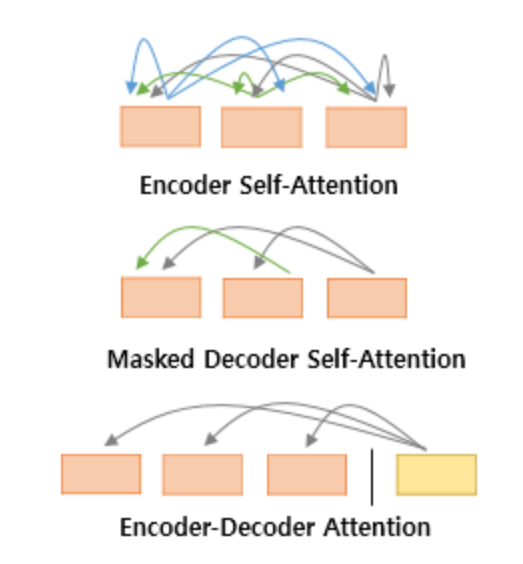 Encoder Self-Attention
Masked Decoder Self-Attention
Encoder-Decoder Attention